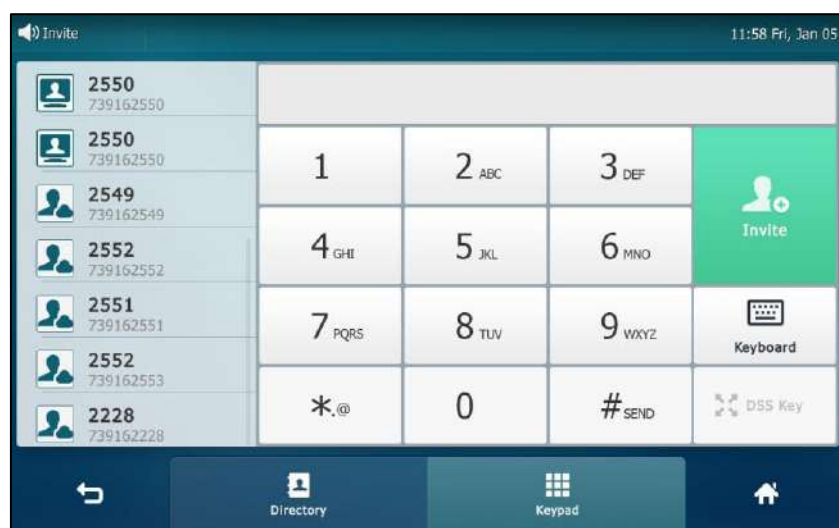 Invite
11:58 Fri, Jan 05
2550
739162550
2550
739162550
2549
739162549
2552
739162552
2551
739162551
2552
739162553
2228
739162228
1
2 ABC
3 DEF
4 GHI
5 JKL
6 MNO
7 PQRS
8 TUV
9 WXYZ
*.@
0
#SEND
Invite
Keyboard
DSS Key
Directory
Keypad